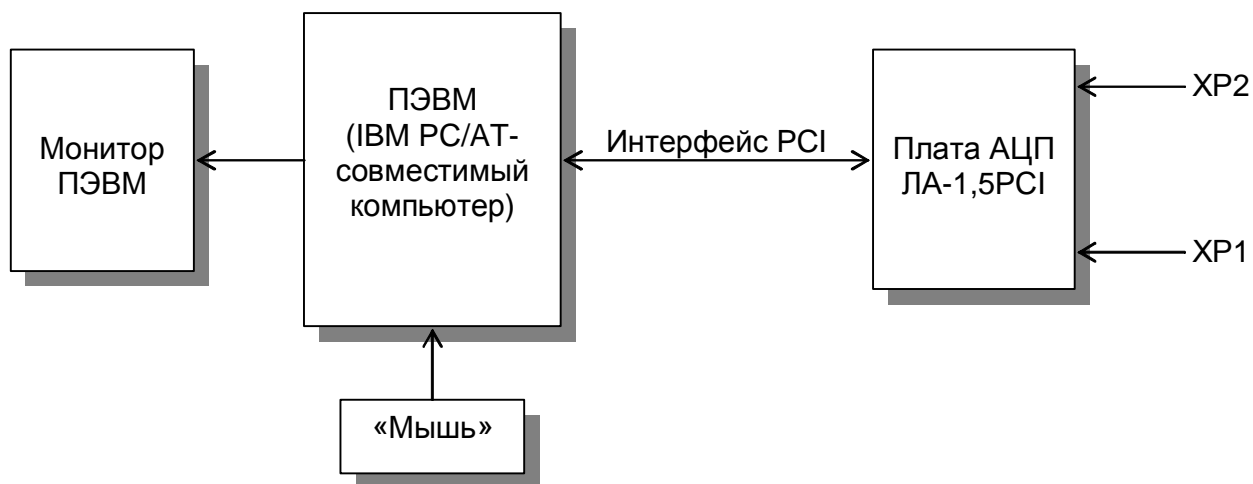 Монитор
ПЭВМ
ПЭВМ
(IBM PC/AT-
совместимый
компьютер)
Интерфейс PCI
Плата АЦП
ЛА-1,5PCI
XP2
XP1
«Мышь»